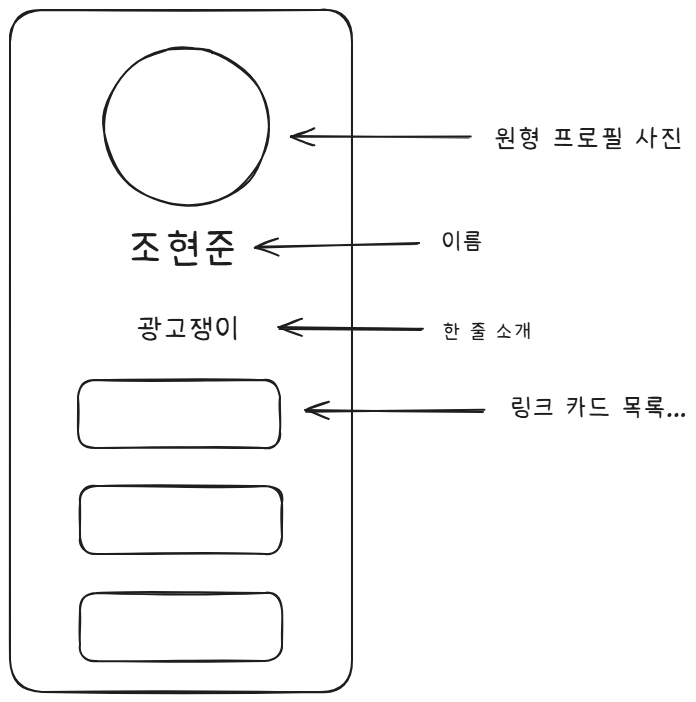 원형 프로필 사진
조현준
이름
광고쟁이
한 줄 소개
링크 카드 목록...